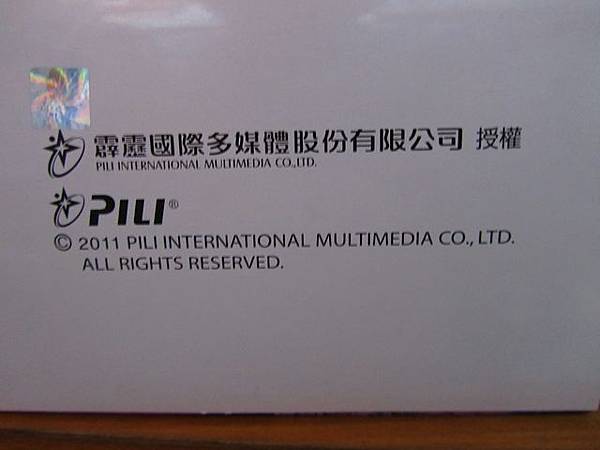 霹靂國際多媒體股份有限公司 授權
PILI INTERNATIONAL MULTIMEDIA CO.,LTD.
PILI®
© 2011 PILI INTERNATIONAL MULTIMEDIA CO., LTD.
ALL RIGHTS RESERVED.